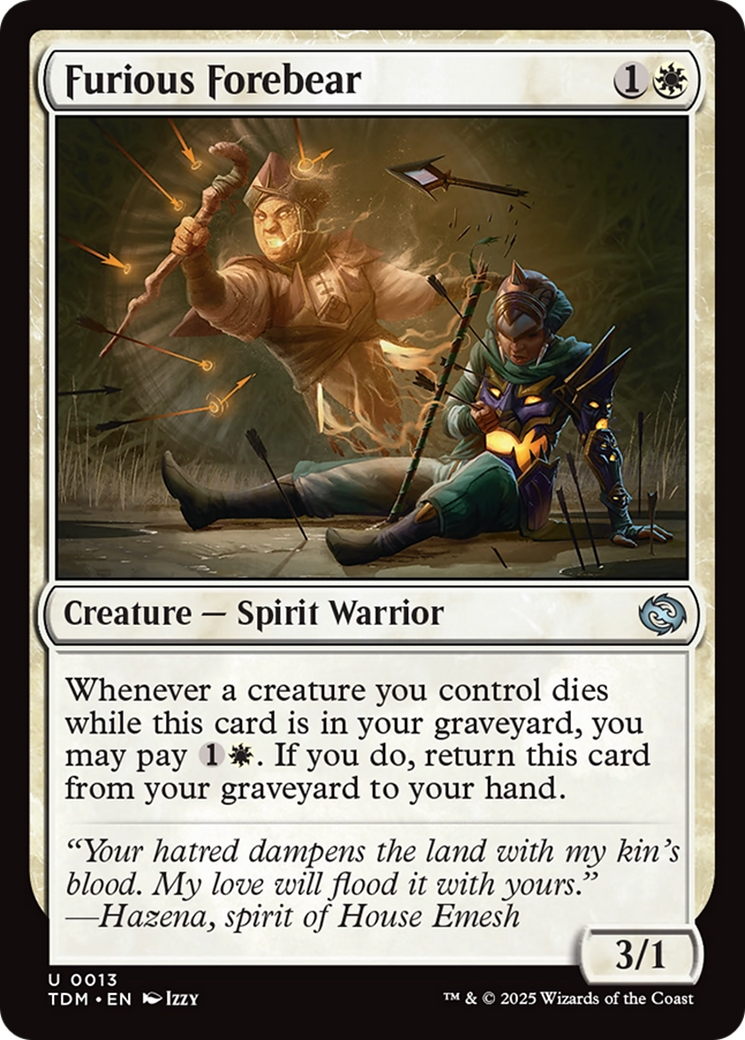 Furious Forebear 1
Creature — Spirit Warrior
Whenever a creature you control dies
while this card is in your graveyard, you
may pay 1. If you do, return this card
from your graveyard to your hand.
“Your hatred dampens the land with my kin’s
blood. My love will flood it with yours.”
—Hazena, spirit of House Emesh
3/1
U 0013
TDM • EN Izzy
™ & © 2025 Wizards of the Coast